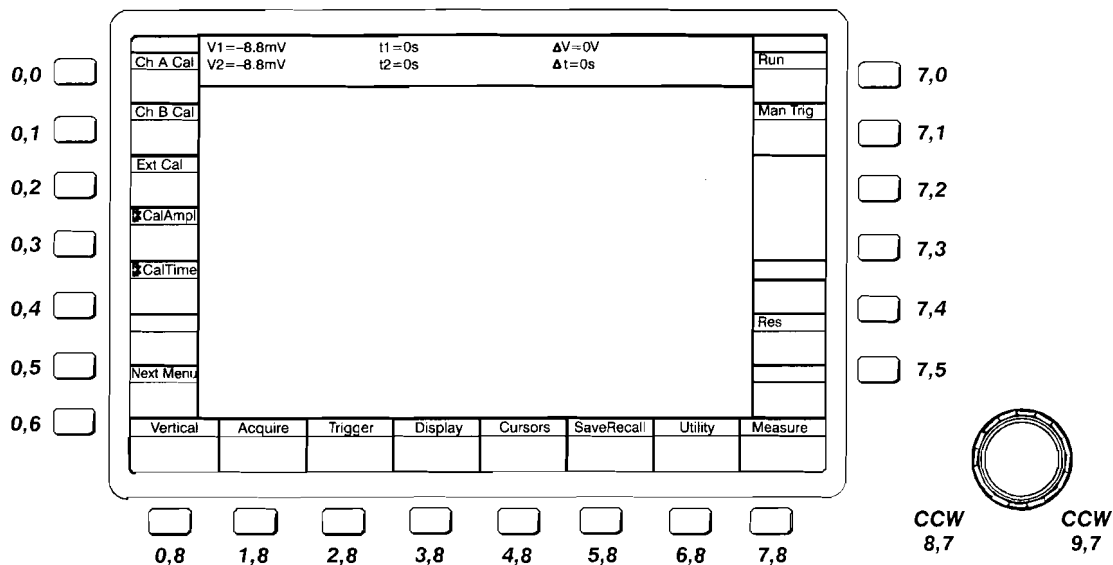 V1=–8.8mV t1=0s ΔV=0V
V2=–8.8mV t2=0s Δt=0s
0,0 Ch A Cal Run 7,0
0,1 Ch B Cal Man Trig 7,1
0,2 Ext Cal 7,2
0,3 CalAmpl 7,3
0,4 CalTime 7,4
Res
0,5 7,5
Next Menu
0,6
Vertical Acquire Trigger Display Cursors SaveRecall Utility Measure
0,8 1,8 2,8 3,8 4,8 5,8 6,8 7,8
CCW CCW
8,7 9,7